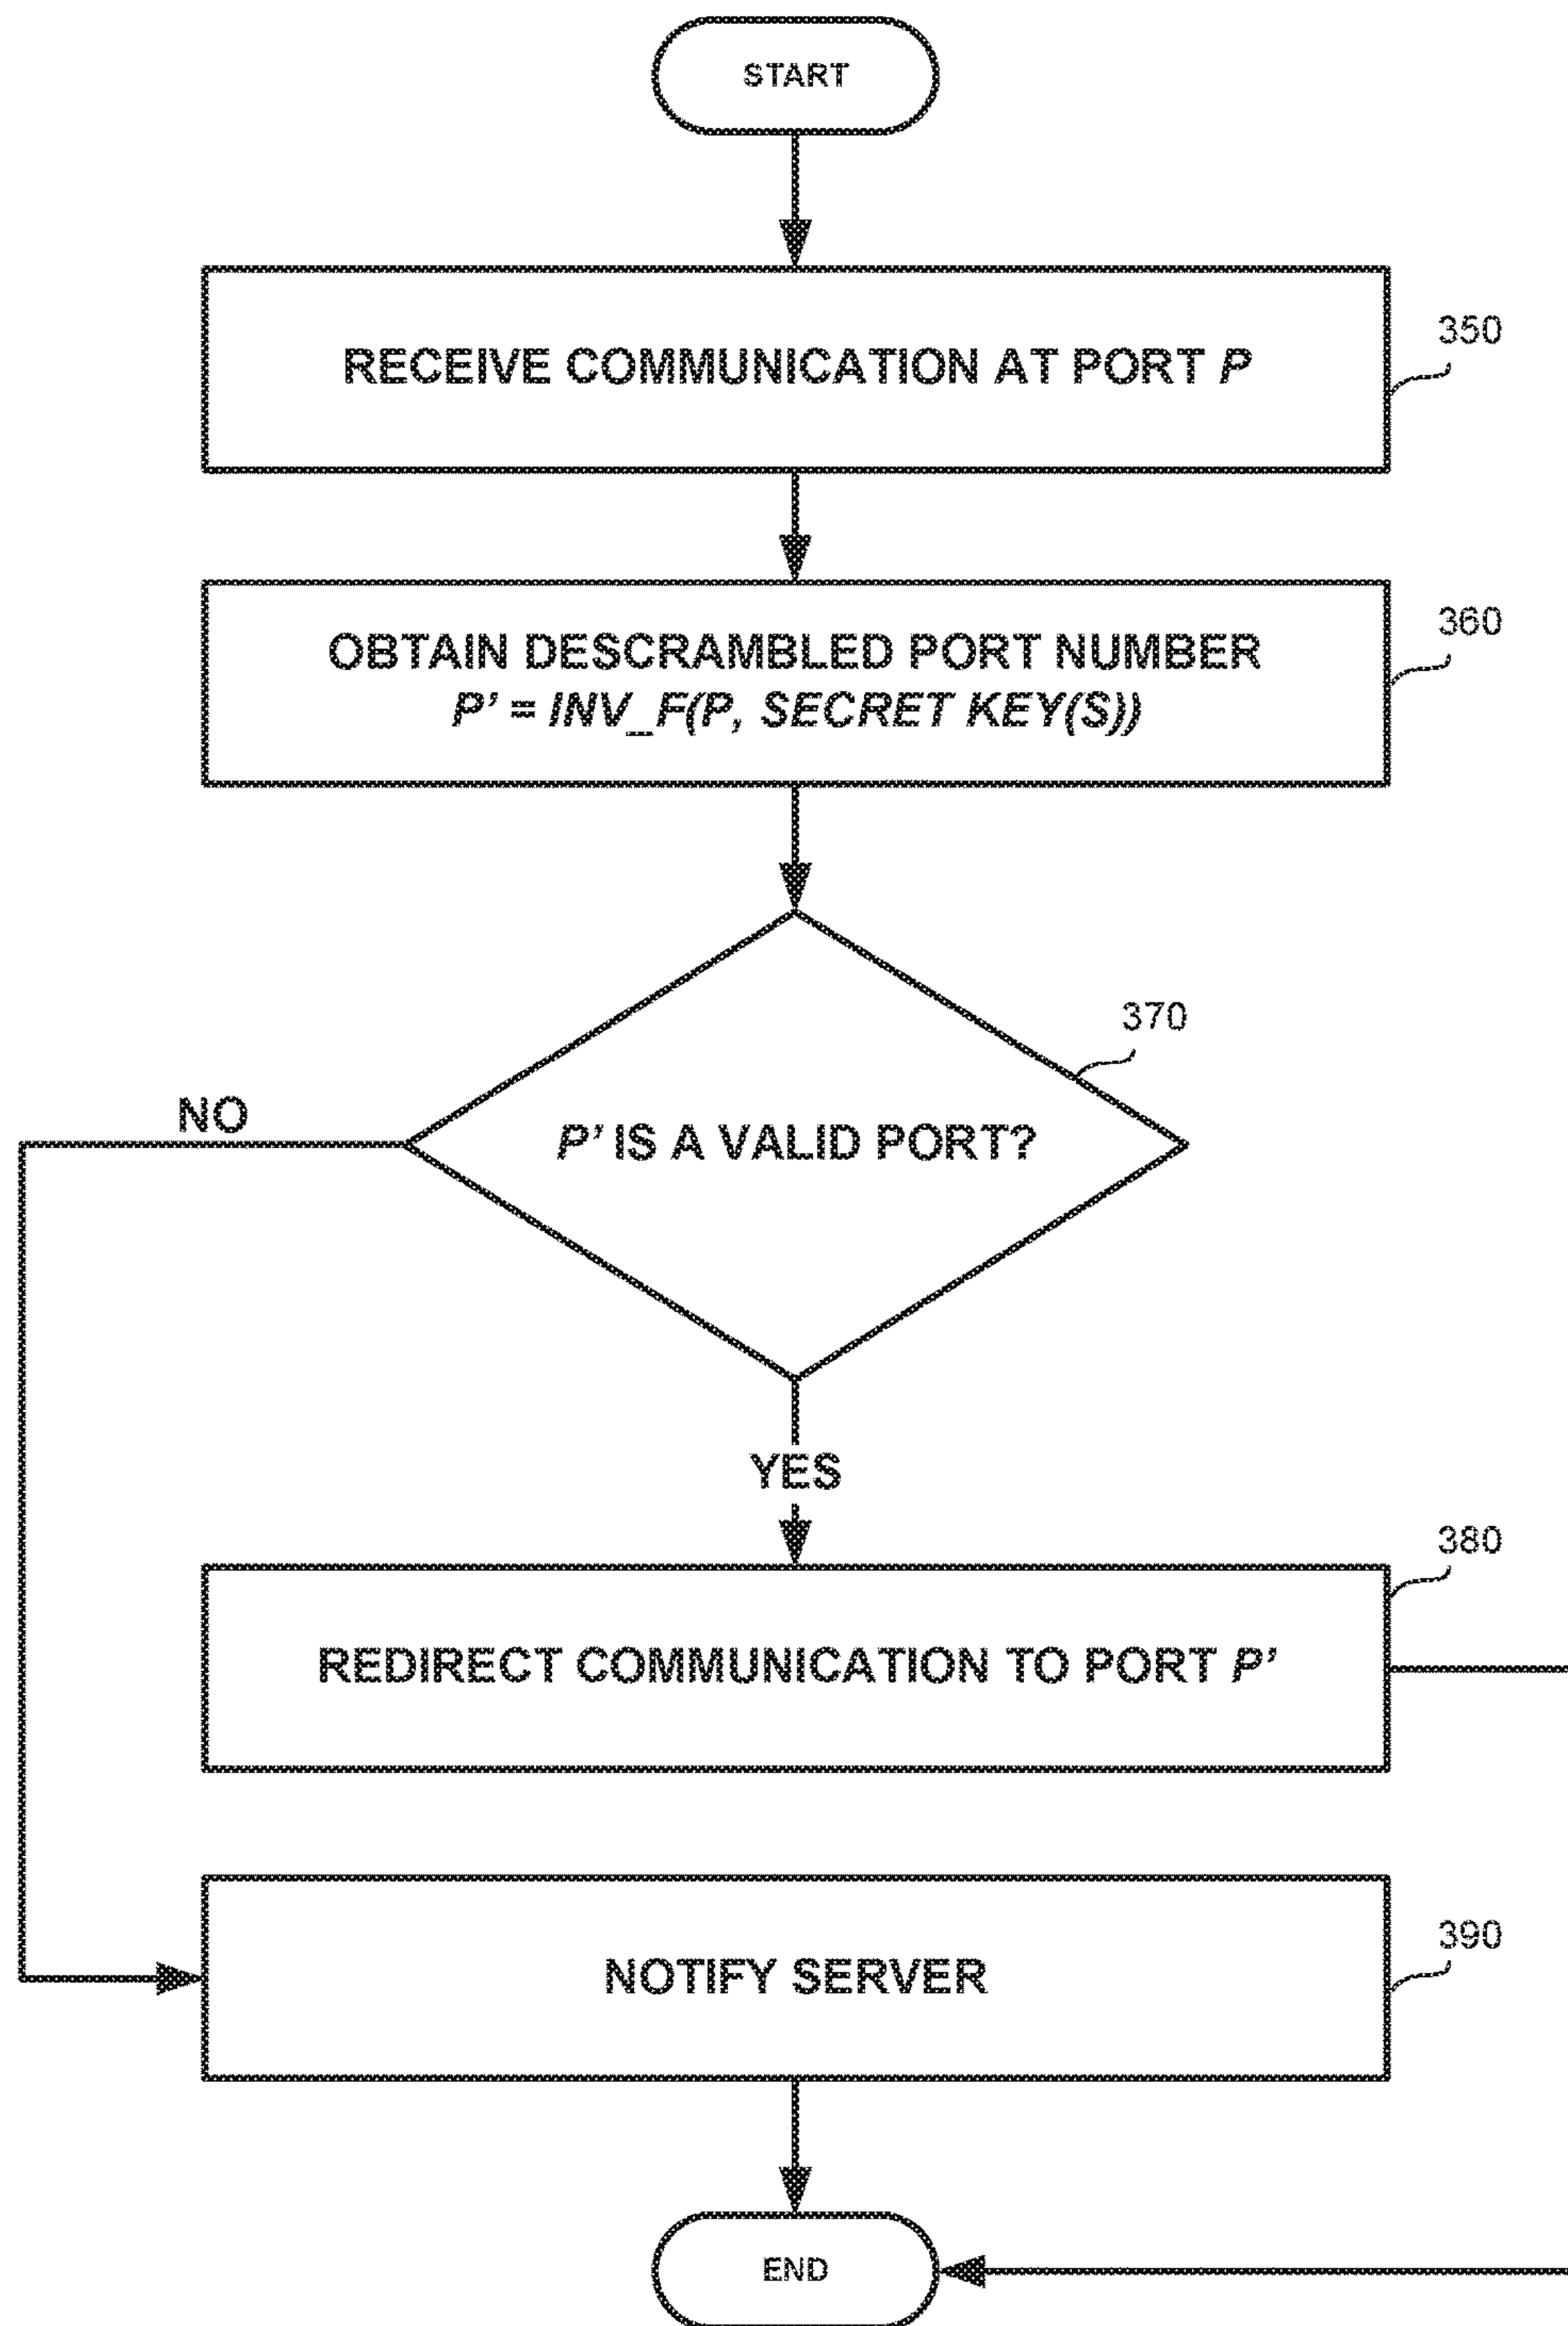 START
RECEIVE COMMUNICATION AT PORT P
350
OBTAIN DESCRAMBLED PORT NUMBER
P' = INV_F(P, SECRET KEY(S))
360
370
P' IS A VALID PORT?
NO
YES
380
REDIRECT COMMUNICATION TO PORT P'
390
NOTIFY SERVER
END